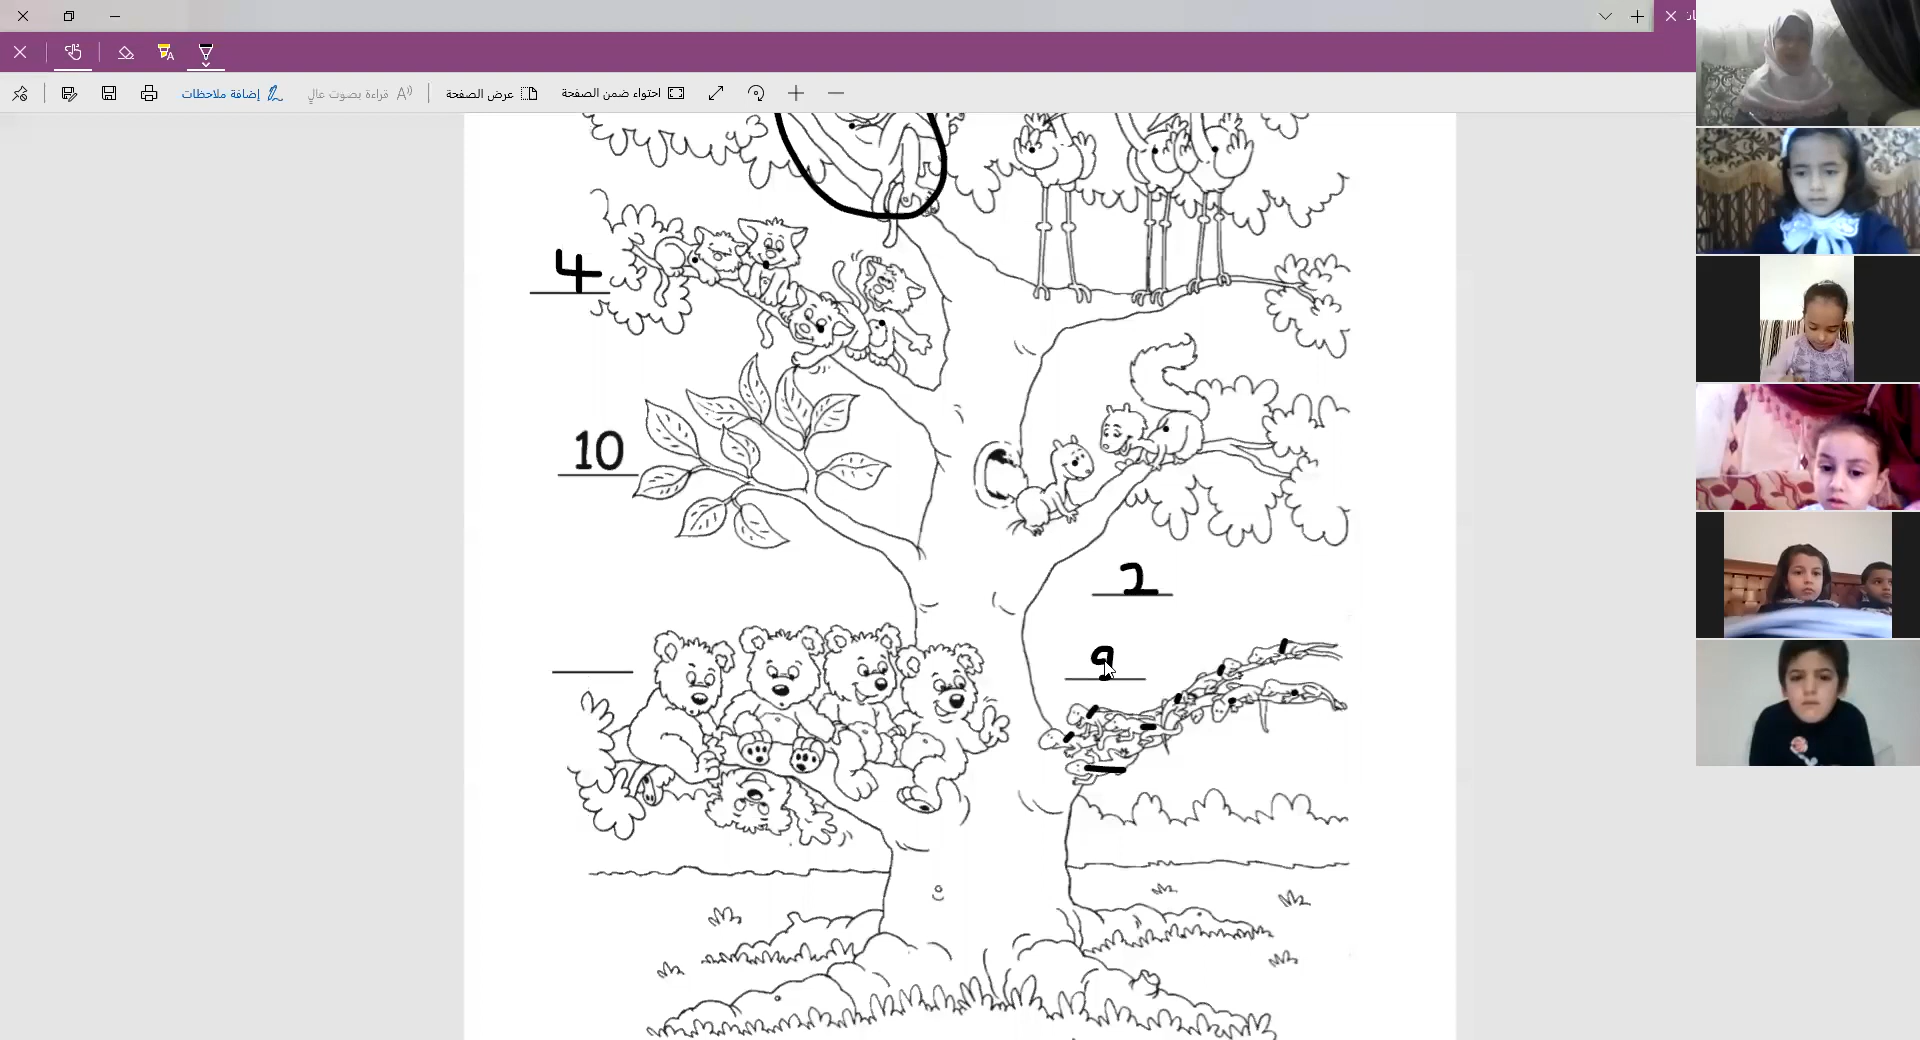 إضافة ملاحظات
قراءة بصوت عالٍ
عرض الصفحة
احتواء ضمن الصفحة
4
10
2
9